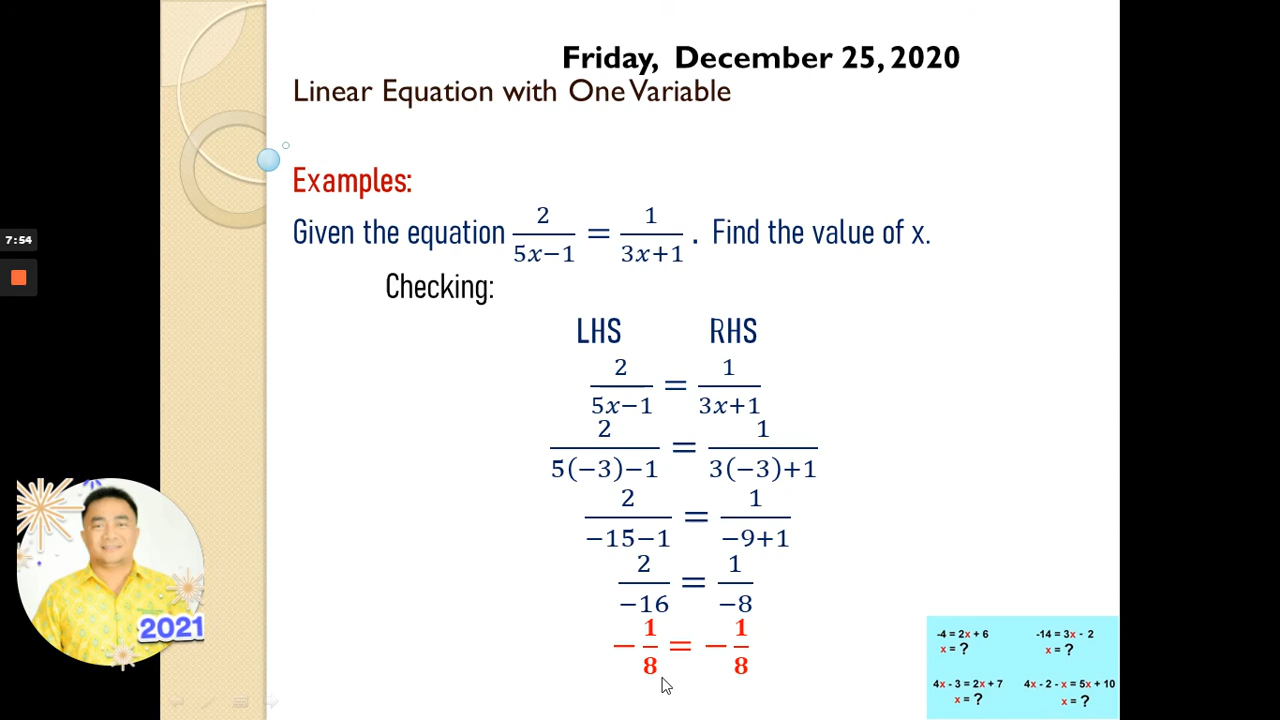 Friday, December 25, 2020
Linear Equation with One Variable
Examples:
Given the equation 2/(5x−1) = 1/(3x+1) . Find the value of x.
Checking:
LHS RHS
2/(5x−1) = 1/(3x+1)
2/(5(−3)−1) = 1/(3(−3)+1)
2/(−15−1) = 1/(−9+1)
2/(−16) = 1/(−8)
−1/8 = −1/8
7:54
2021
-4 = 2x + 6 -14 = 3x - 2
x = ? x = ?
4x - 3 = 2x + 7 4x - 2 - x = 5x + 10
x = ? x = ?